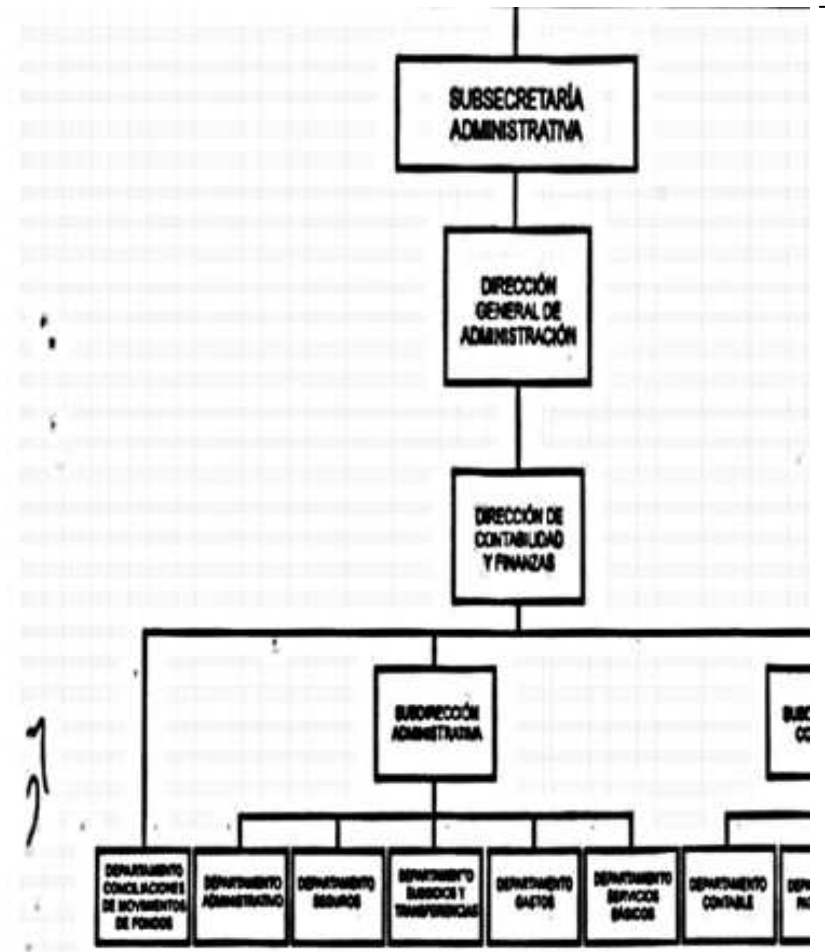 SUBSECRETARÍA
ADMINISTRATIVA
DIRECCIÓN
GENERAL DE
ADMINISTRACIÓN
DIRECCIÓN DE
CONTABILIDAD
Y FINANZAS
SUBDIRECCIÓN
ADMINISTRATIVA
DEPARTAMENTO
CONCILIACIONES
DE MOVIMIENTOS
DE FONDOS
DEPARTAMENTO
ADMINISTRATIVO
DEPARTAMENTO
SEGUROS
DEPARTAMENTO
SUBSIDIOS Y
TRANSFERENCIAS
DEPARTAMENTO
GASTOS
DEPARTAMENTO
SERVICIOS
BÁSICOS
DEPARTAMENTO
CONTABLE